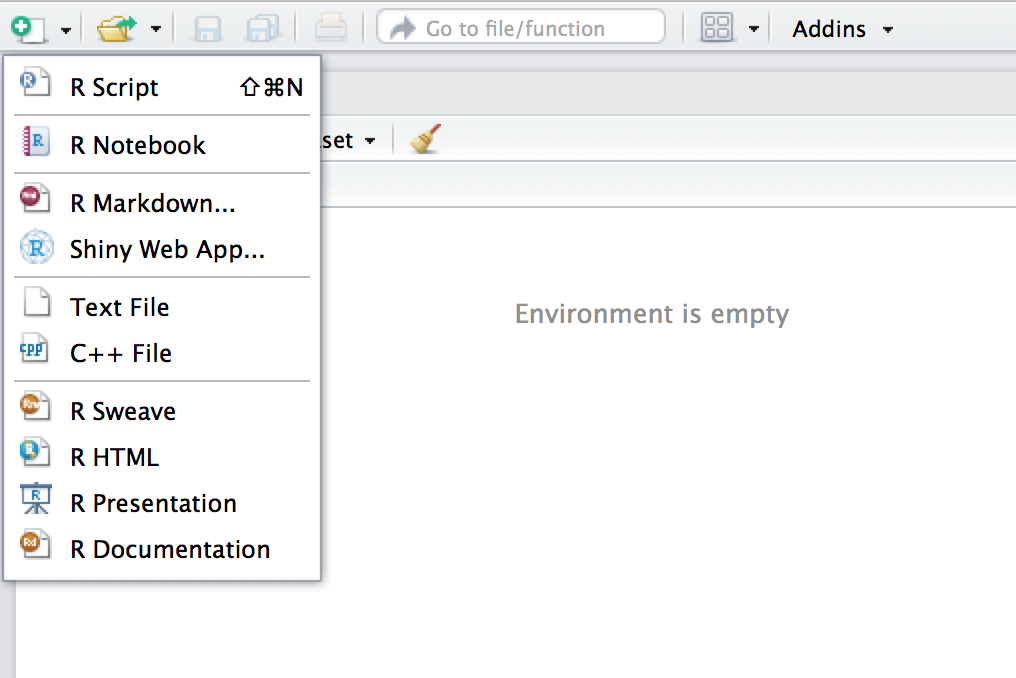 Go to file/function
Addins
R Script ⇧⌘N
R Notebook
set
R Markdown...
Shiny Web App...
Text File
Environment is empty
C++ File
R Sweave
R HTML
R Presentation
R Documentation